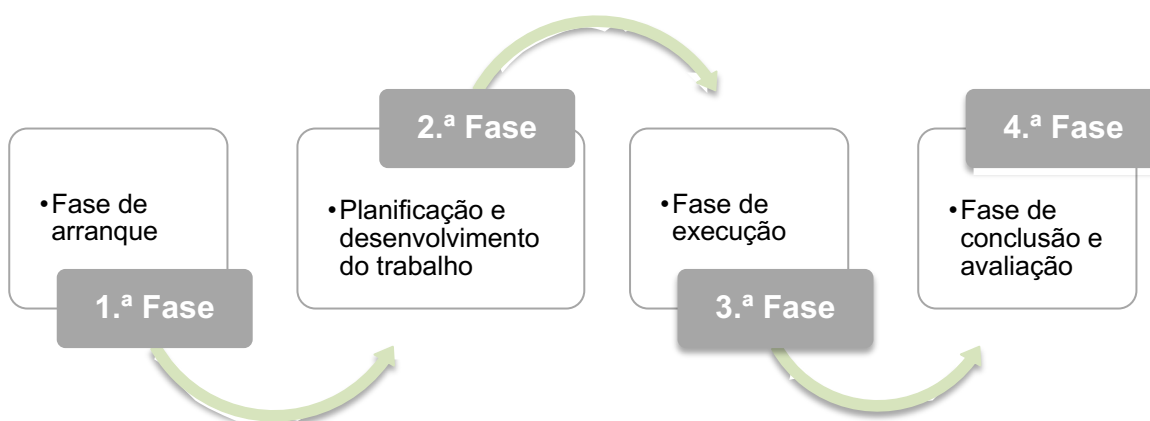 •Fase de
arranque
1.ª Fase
2.ª Fase
•Planificação e
desenvolvimento
do trabalho
•Fase de
execução
3.ª Fase
4.ª Fase
•Fase de
conclusão e
avaliação